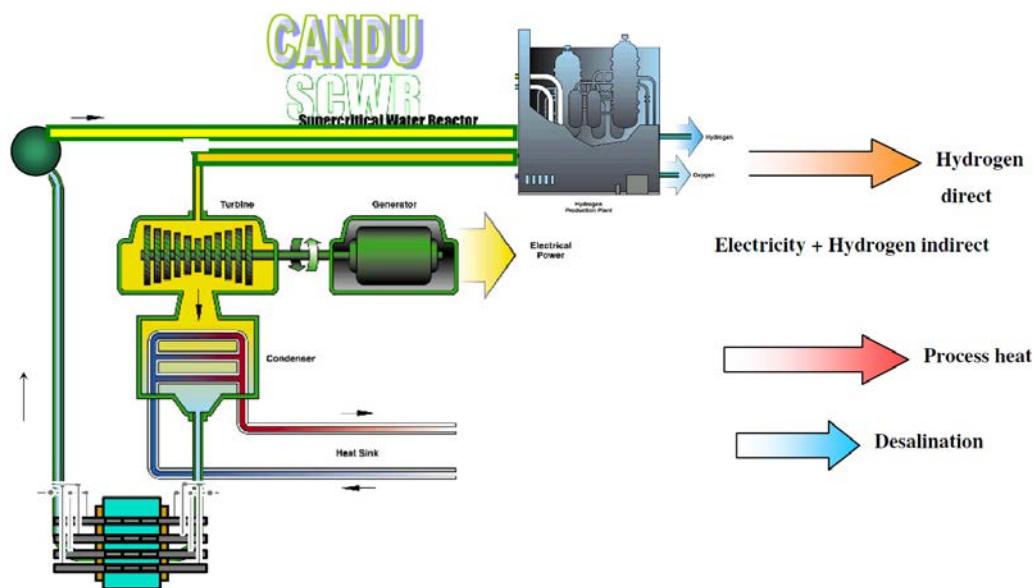 CANDU
SCWR
Supercritical Water Reactor
Hydrogen
Oxygen
Hydrogen
Production Plant
Hydrogen
direct
Turbine
Generator
Electrical
Power
Electricity + Hydrogen indirect
Condenser
Process heat
Heat Sink
Desalination